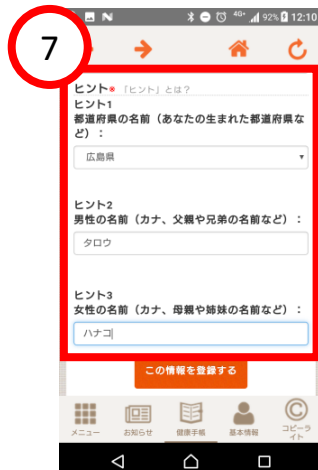 7
N 4G+ 92% 12:10
ヒント※ 「ヒント」とは？
ヒント1
都道府県の名前（あなたの生まれた都道府県な
ど）：
広島県
ヒント2
男性の名前（カナ、父親や兄弟の名前など）：
タロウ
ヒント3
女性の名前（カナ、母親や姉妹の名前など）：
ハナコ
この情報を登録する
メニュー お知らせ 健康手帳 基本情報 コピーラ
イト